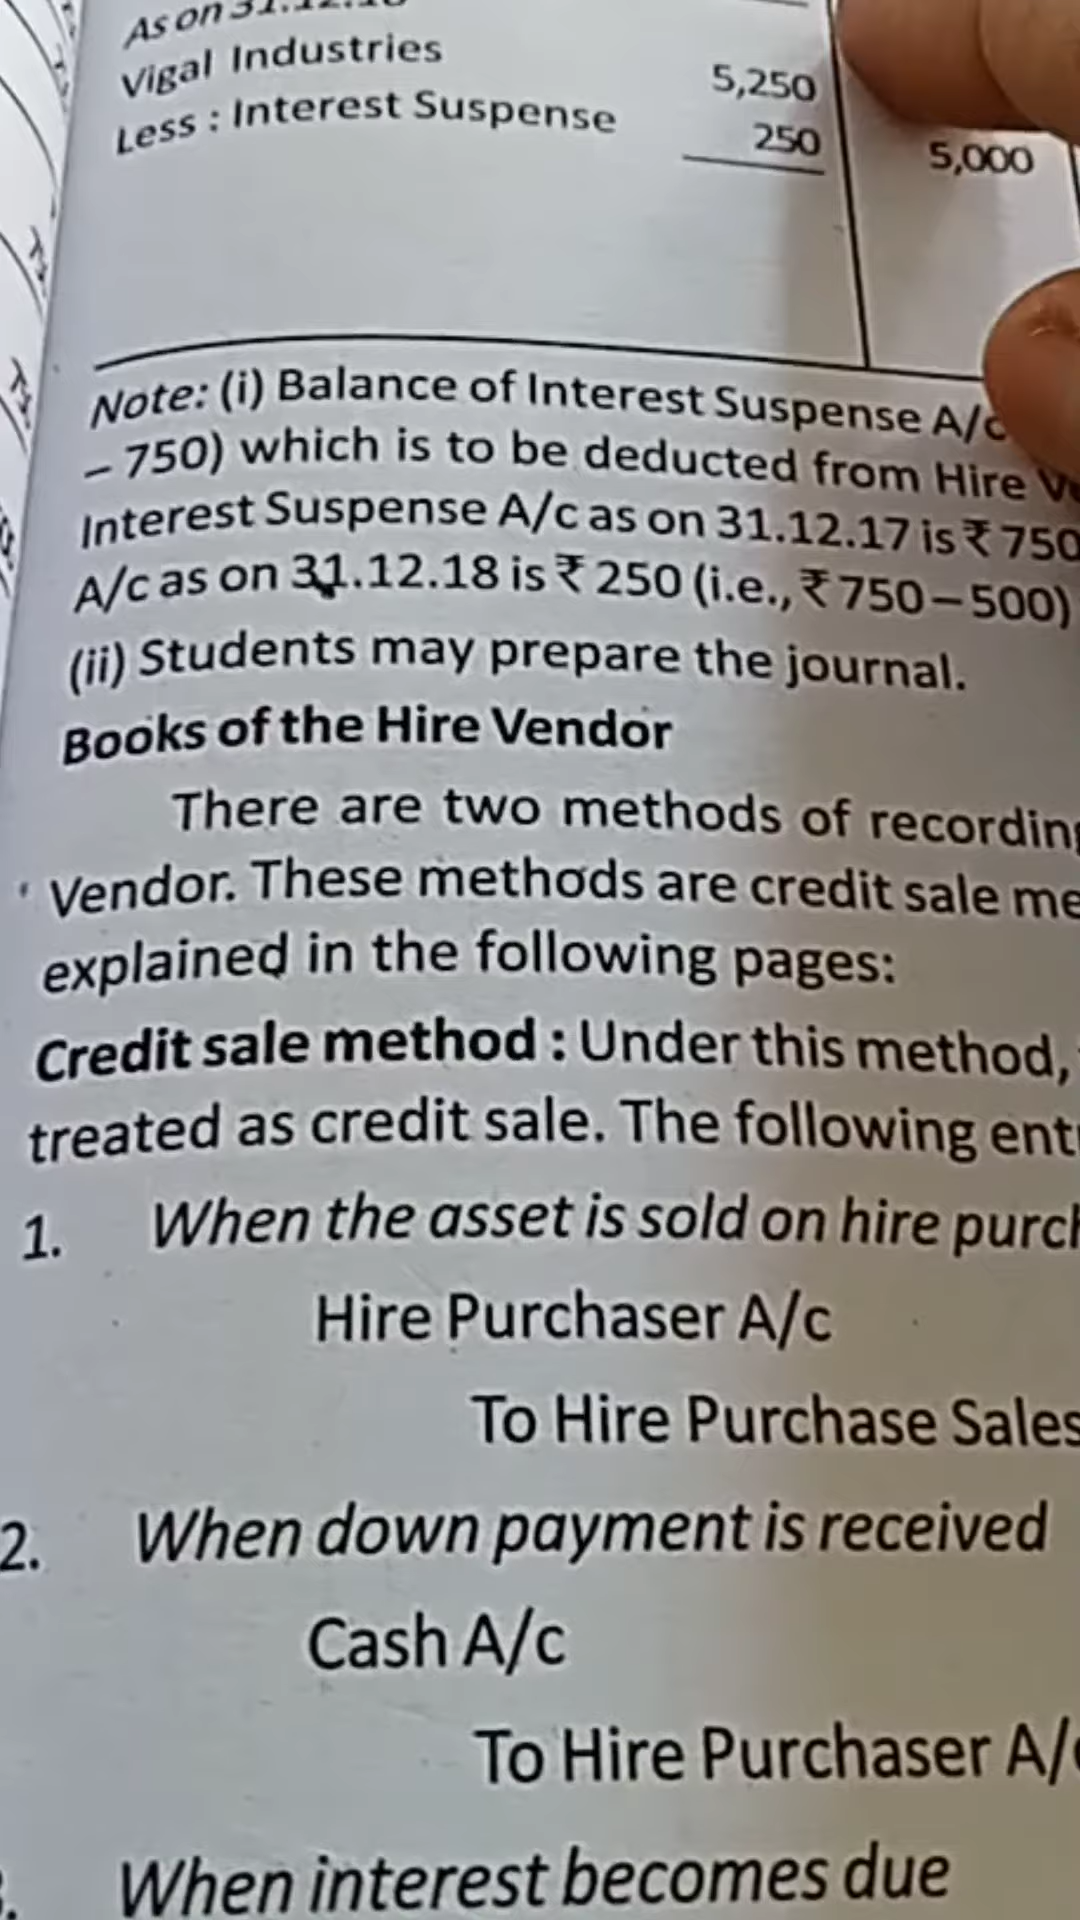 As on 31.12.18
Vigal Industries 5,250
Less : Interest Suspense 250 5,000
Note: (i) Balance of Interest Suspense A/c
– 750) which is to be deducted from Hire
Interest Suspense A/c as on 31.12.17 is ₹ 750
A/c as on 31.12.18 is ₹ 250 (i.e., ₹ 750 – 500)
(ii) Students may prepare the journal.
Books of the Hire Vendor
There are two methods of recording
Vendor. These methods are credit sale me
explained in the following pages:
Credit sale method : Under this method,
treated as credit sale. The following ent
1. When the asset is sold on hire purch
Hire Purchaser A/c
To Hire Purchase Sales
2. When down payment is received
Cash A/c
To Hire Purchaser A/c
When interest becomes due